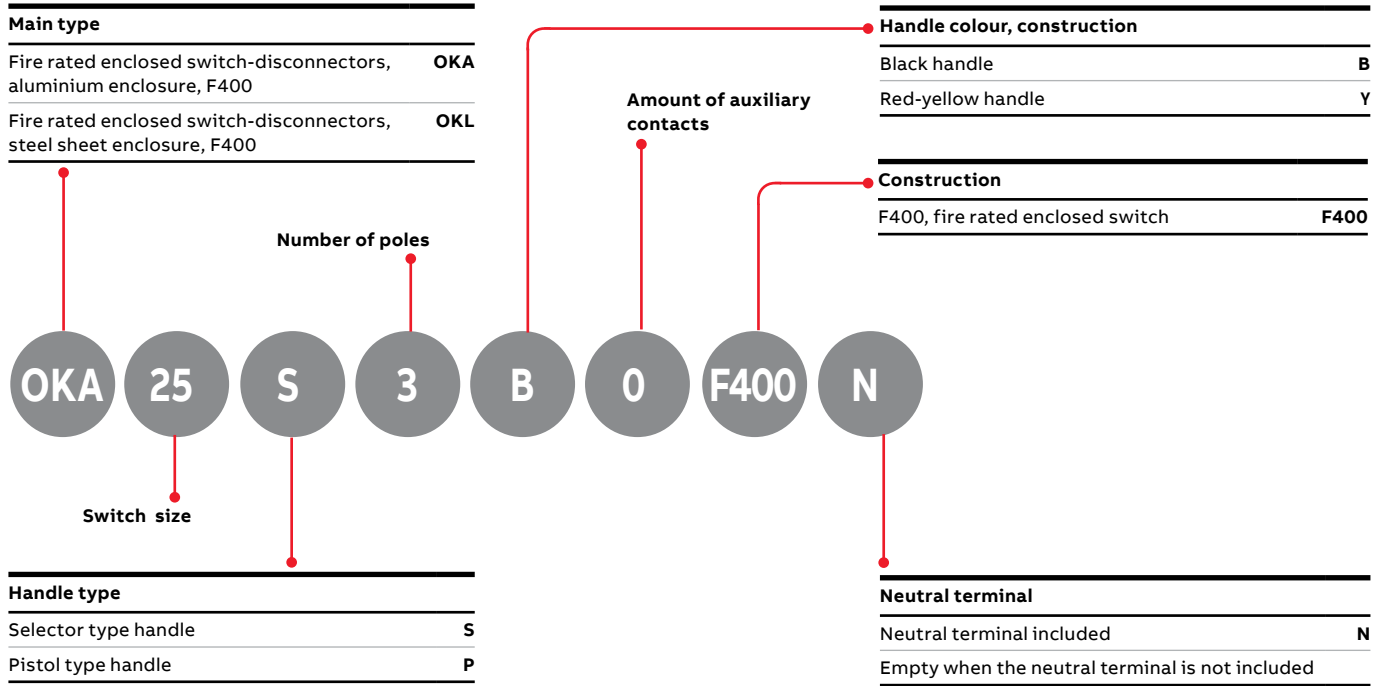 Main type
Fire rated enclosed switch-disconnectors, OKA
aluminium enclosure, F400
Fire rated enclosed switch-disconnectors, OKL
steel sheet enclosure, F400
Handle colour, construction
Black handle B
Red-yellow handle Y
Amount of auxiliary
contacts
Construction
F400, fire rated enclosed switch F400
Number of poles
OKA 25 S 3 B 0 F400 N
Switch size
Handle type
Selector type handle S
Pistol type handle P
Neutral terminal
Neutral terminal included N
Empty when the neutral terminal is not included